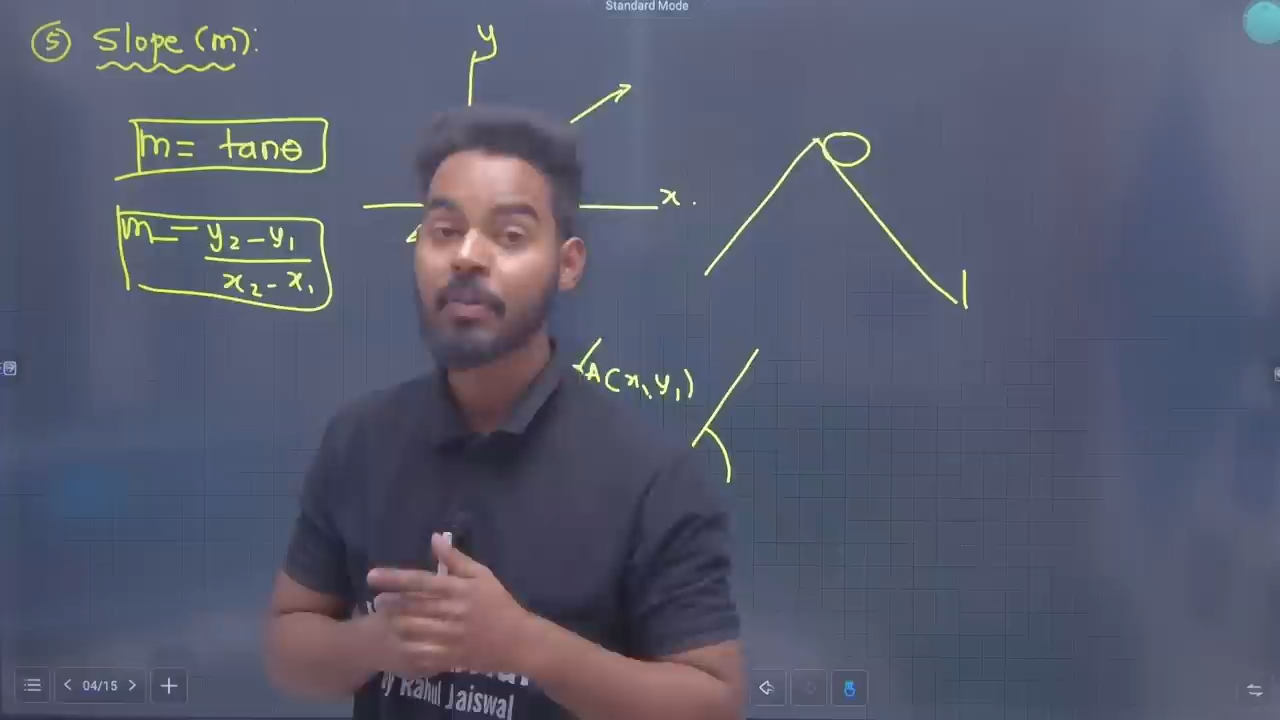 Standard Mode
⑤ Slope (m):
y
m = tanθ
x.
m = y₂ - y₁ / x₂ - x₁
A(x₁, y₁)
by Rahul Jaiswal
04/15